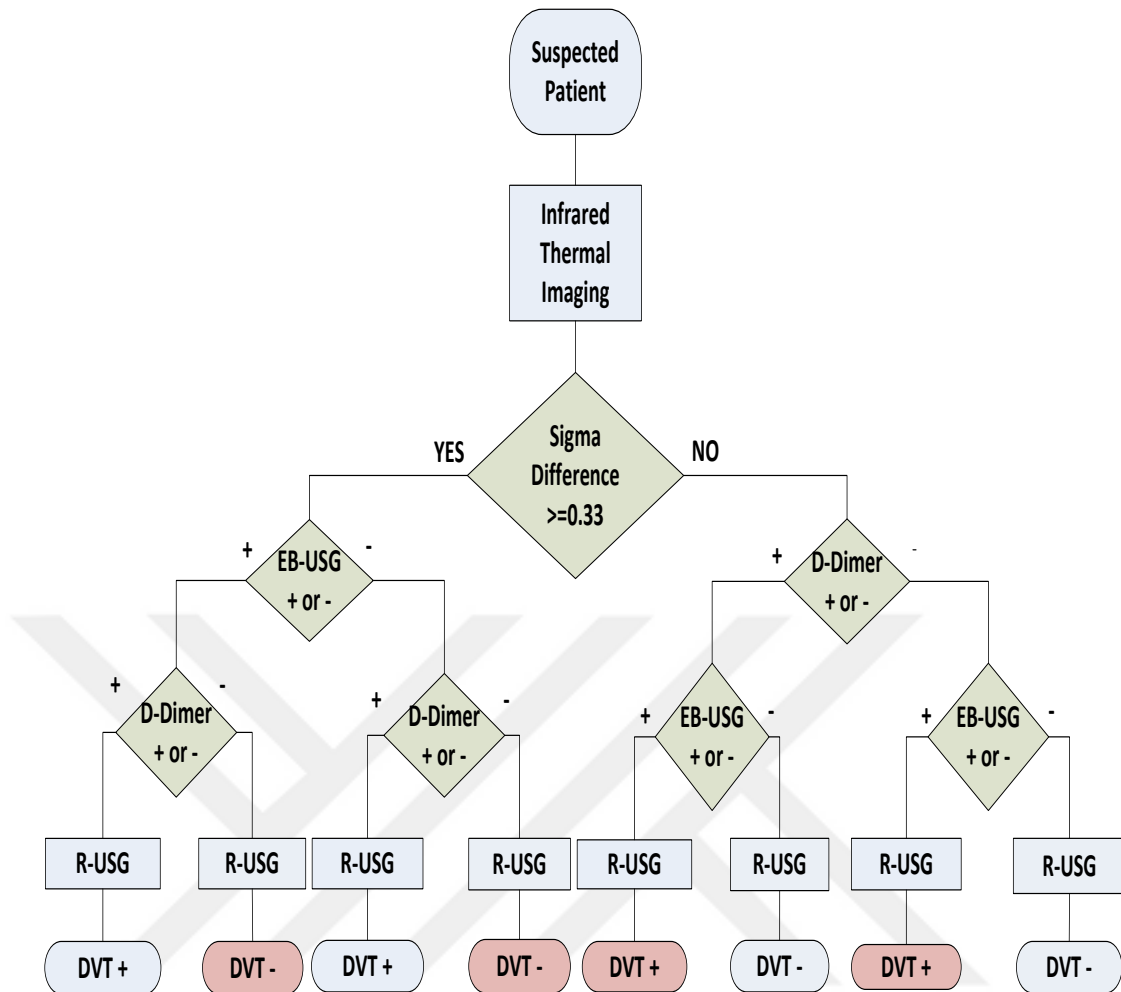 Suspected
Patient
Infrared
Thermal
Imaging
Sigma
Difference
>=0.33
YES
NO
EB-USG
+ or -
+
-
D-Dimer
+ or -
+
-
D-Dimer
+ or -
+
-
D-Dimer
+ or -
+
-
EB-USG
+ or -
+
-
EB-USG
+ or -
+
-
R-USG
R-USG
R-USG
R-USG
R-USG
R-USG
R-USG
R-USG
DVT +
DVT -
DVT +
DVT -
DVT +
DVT -
DVT +
DVT -